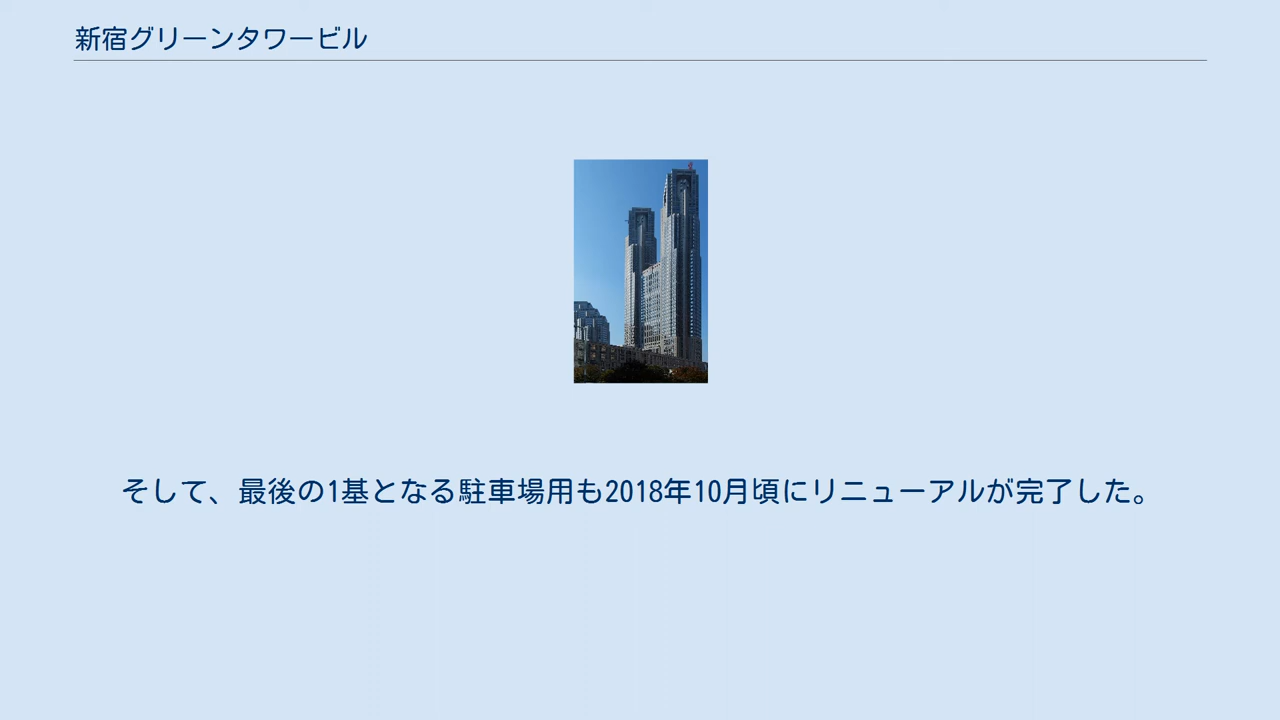 新宿グリーンタワービル
そして、最後の1基となる駐車場用も2018年10月頃にリニューアルが完了した。